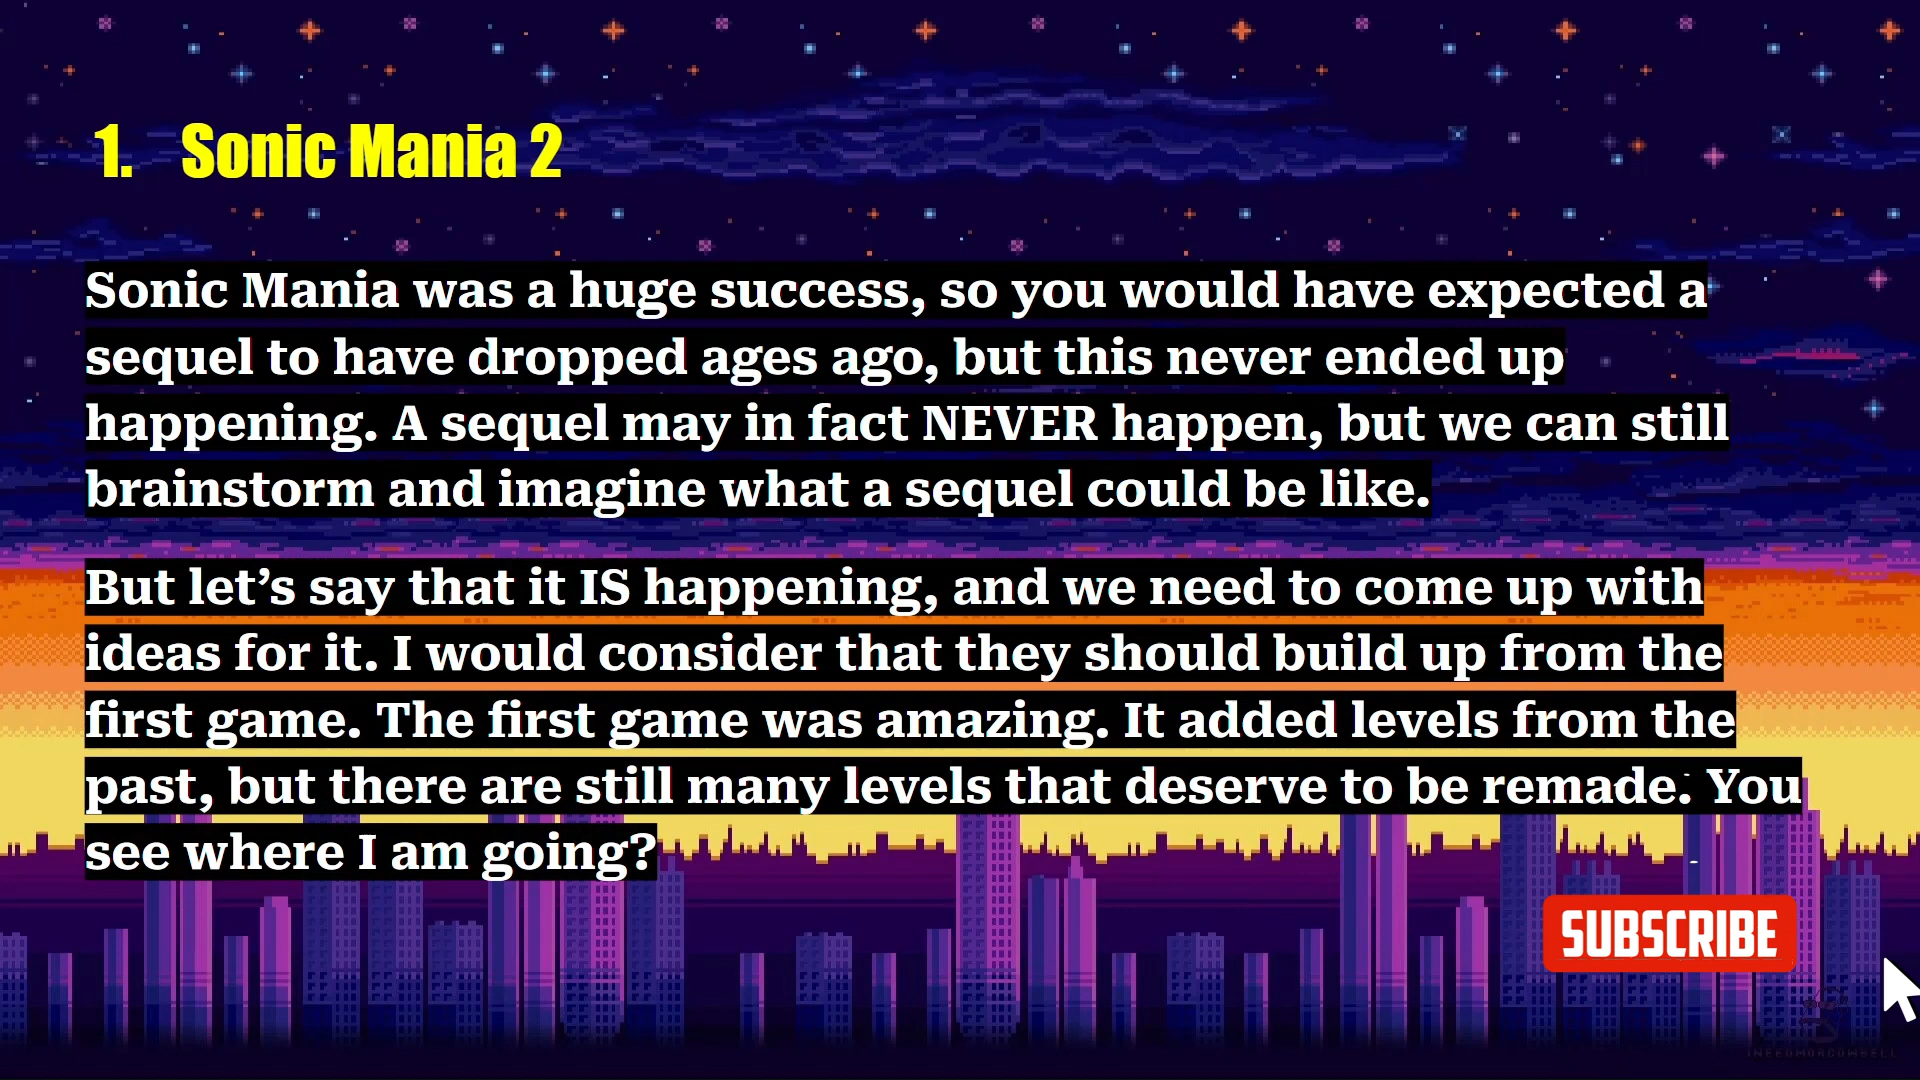 1. Sonic Mania 2
Sonic Mania was a huge success, so you would have expected a
sequel to have dropped ages ago, but this never ended up
happening. A sequel may in fact NEVER happen, but we can still
brainstorm and imagine what a sequel could be like.
But let’s say that it IS happening, and we need to come up with
ideas for it. I would consider that they should build up from the
first game. The first game was amazing. It added levels from the
past, but there are still many levels that deserve to be remade. You
see where I am going?
SUBSCRIBE